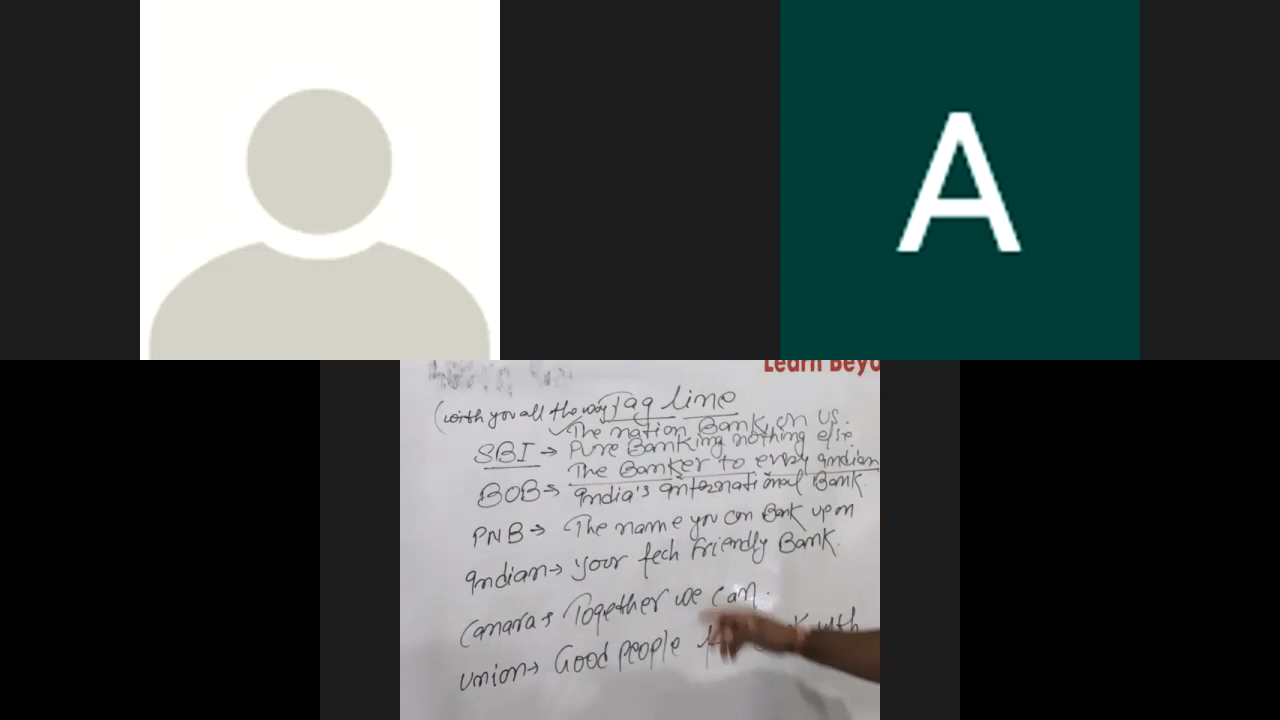 A
Learn Beyo
(with you all the way Tag line
The nation Bank on us.
SBI → Pure Banking nothing else.
The Banker to every Indian
BOB → India's International Bank.
PNB → The name you can Bank upon
Indian → your tech friendly Bank.
Canara → Together we can.
union → Good people with